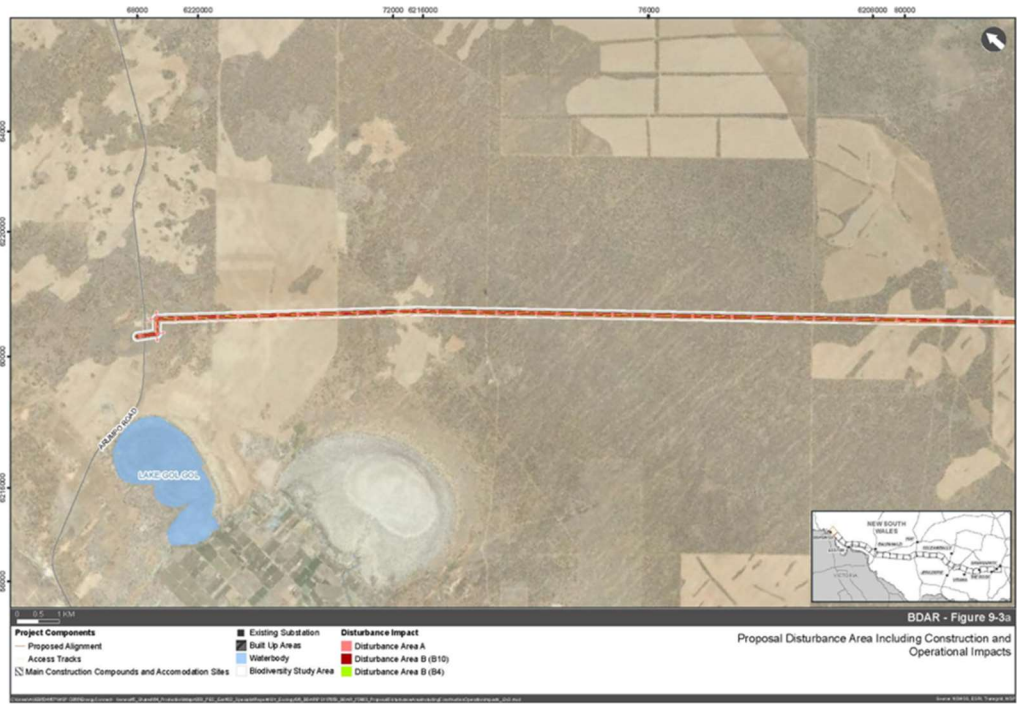 68000 6220000 72000 6216000 76000 6208000 80000
64000
6220000
60000
6216000
56000
ARUMPO ROAD
LAKE GOL GOL
NEW SOUTH
WALES
VICTORIA
0 0.5 1 KM
BDAR - Figure 9-3a
Project Components
Proposed Alignment
Access Tracks
Main Construction Compounds and Accomodation Sites
Existing Substation
Built Up Areas
Waterbody
Biodiversity Study Area
Disturbance Impact
Disturbance Area A
Disturbance Area B (B10)
Disturbance Area B (B4)
Proposal Disturbance Area Including Construction and
Operational Impacts